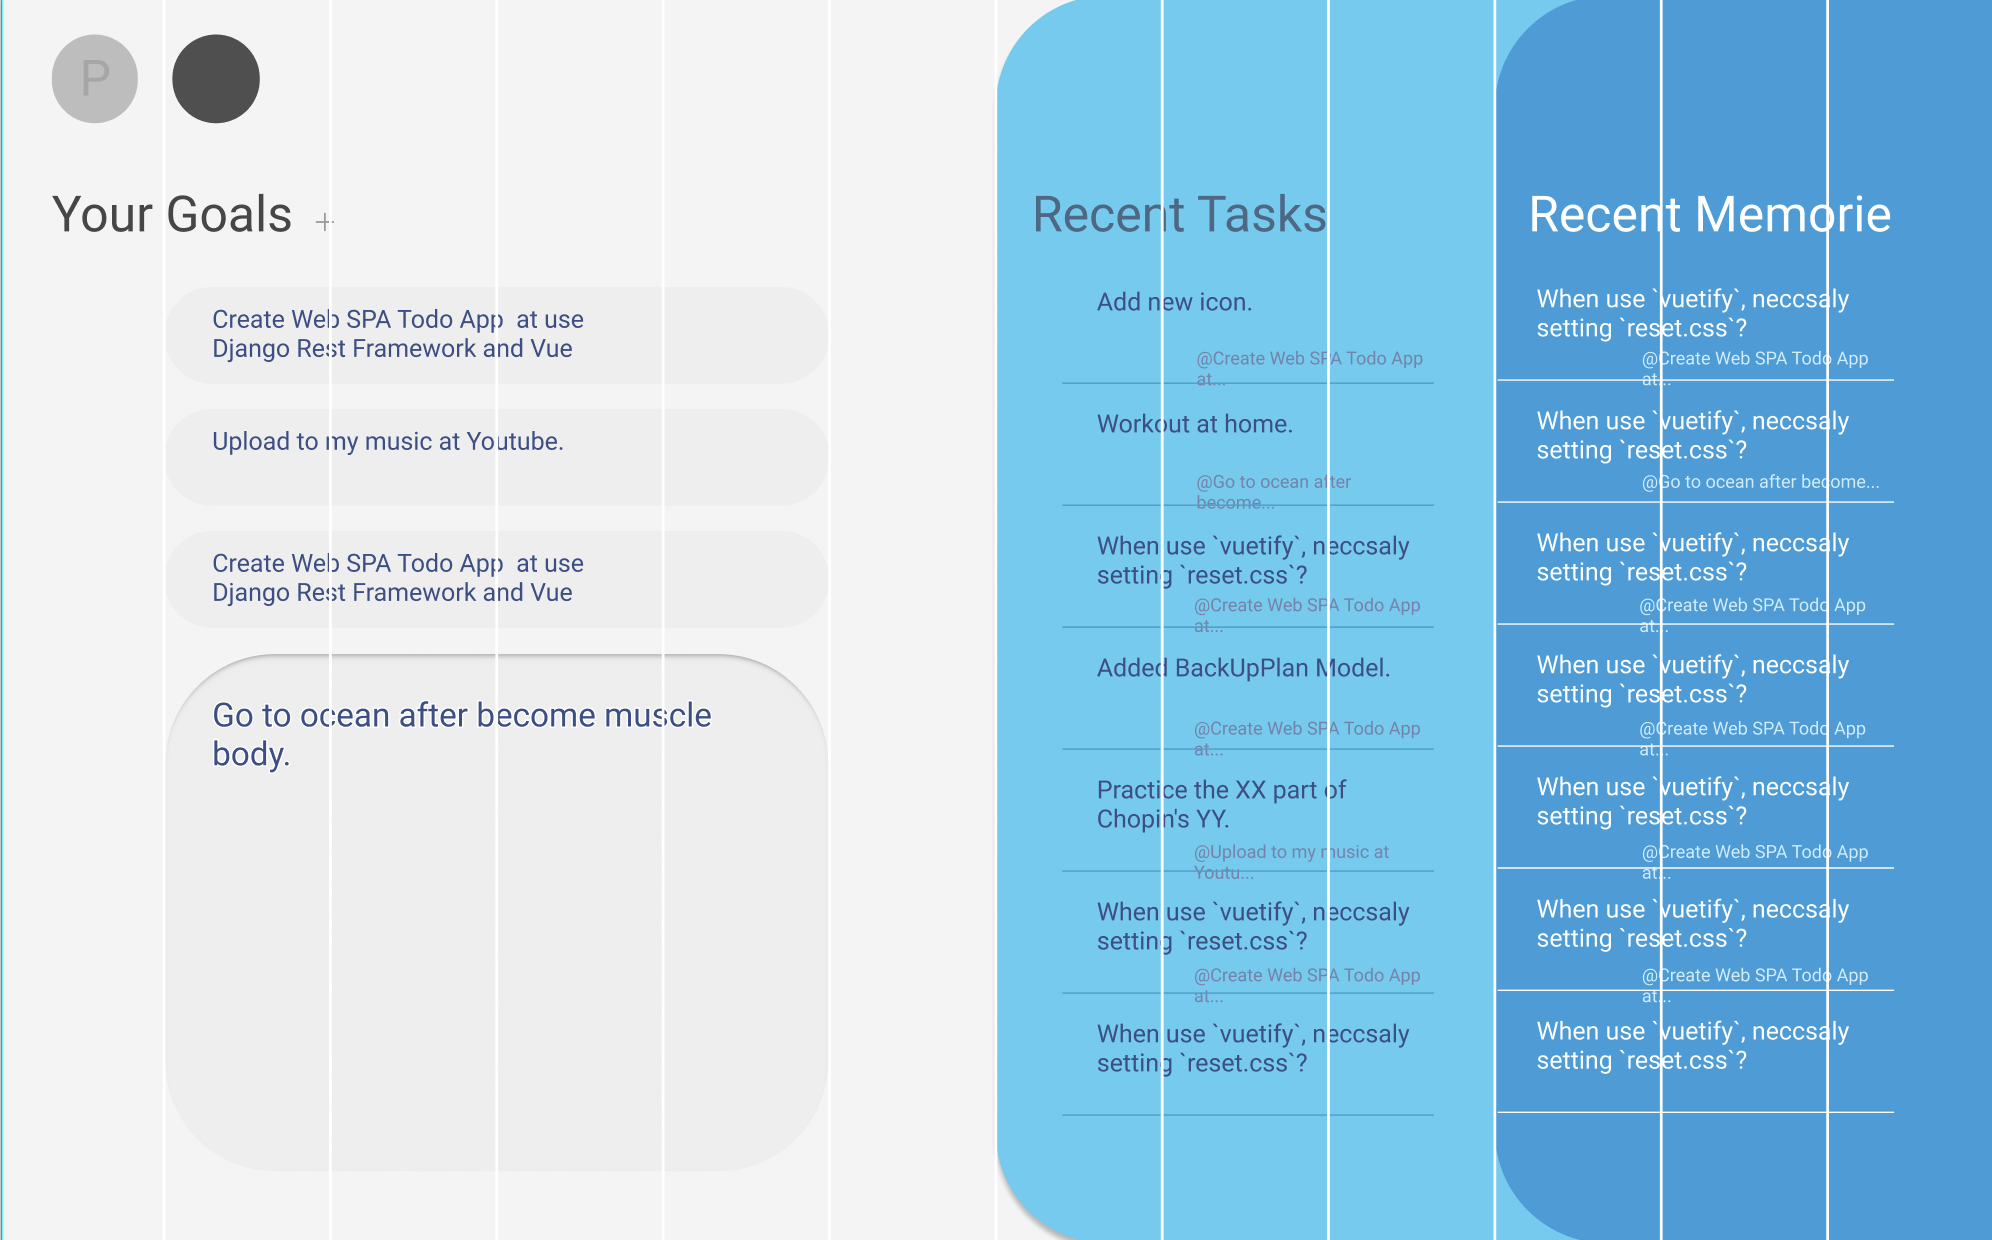 P
Your Goals +
Create Web SPA Todo App at use
Django Rest Framework and Vue
Upload to my music at Youtube.
Create Web SPA Todo App at use
Django Rest Framework and Vue
Go to ocean after become muscle
body.
Recent Tasks
Add new icon.
@Create Web SPA Todo App
at...
Workout at home.
@Go to ocean after
become...
When use `vuetify`, neccsaly
setting `reset.css`?
@Create Web SPA Todo App
at...
Added BackUpPlan Model.
@Create Web SPA Todo App
at...
Practice the XX part of
Chopin's YY.
@Upload to my music at
Youtu...
When use `vuetify`, neccsaly
setting `reset.css`?
@Create Web SPA Todo App
at...
When use `vuetify`, neccsaly
setting `reset.css`?
Recent Memorie
When use `vuetify`, neccsaly
setting `reset.css`?
@Create Web SPA Todo App
at...
When use `vuetify`, neccsaly
setting `reset.css`?
@Go to ocean after become...
When use `vuetify`, neccsaly
setting `reset.css`?
@Create Web SPA Todo App
at...
When use `vuetify`, neccsaly
setting `reset.css`?
@Create Web SPA Todo App
at...
When use `vuetify`, neccsaly
setting `reset.css`?
@Create Web SPA Todo App
at...
When use `vuetify`, neccsaly
setting `reset.css`?
@Create Web SPA Todo App
at...
When use `vuetify`, neccsaly
setting `reset.css`?